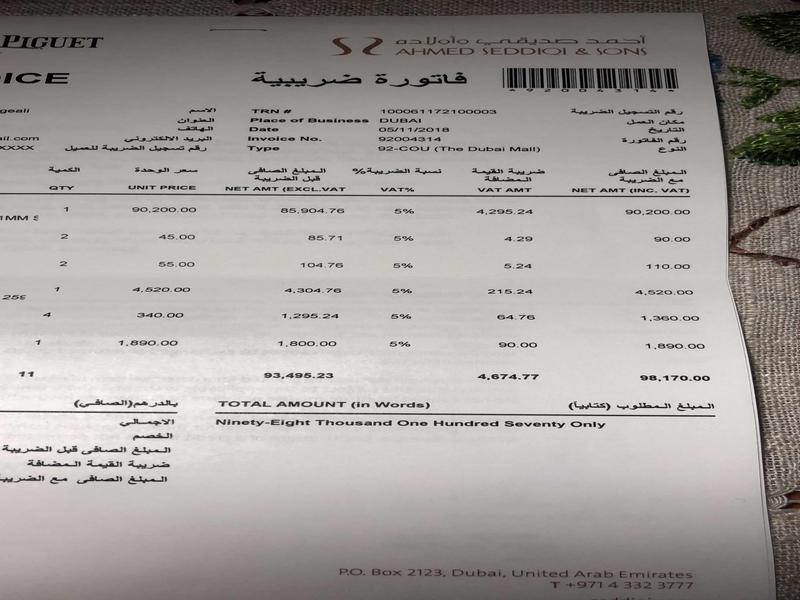 PIGUET
احمد صديقي وأولاده
AHMED SEDDIQI & SONS
ICE
فاتورة ضريبية
*92004314*
geali
الاسم
TRN #
100061172100003
رقم التسجيل الضريبة
العنوان
Place of Business
DUBAI
مكان العمل
الهاتف
Date
05/11/2018
التاريخ
ail.com
البريد الالكتروني
Invoice No.
92004314
رقم الفاتورة
XXXX
رقم تسجيل الضريبة للعميل
Type
92-COU (The Dubai Mall)
النوع
الكمية
سعر الوحدة
المبلغ الصافي
قبل الضريبة
نسبة الضريبة%
ضريبة القيمة
المضافة
المبلغ الصافى
مع الضريبة
QTY
UNIT PRICE
NET AMT (EXCL.VAT
VAT%
VAT AMT
NET AMT (INC. VAT)
1
90,200.00
85,904.76
5%
4,295.24
90,200.00
1MM
2
45.00
85.71
5%
4.29
90.00
2
55.00
104.76
5%
5.24
110.00
1
4,520.00
4,304.76
5%
215.24
4,520.00
4
340.00
1,295.24
5%
64.76
1,360.00
1
1,890.00
1,800.00
5%
90.00
1,890.00
11
93,495.23
4,674.77
98,170.00
بالدرهم(الصافي)
TOTAL AMOUNT (in Words)
المبلغ المطلوب (كتابياً)
الاجمالي
Ninety-Eight Thousand One Hundred Seventy Only
الخصم
المبلغ الصافى قبل الضريبة
ضريبة القيمة المضافة
المبلغ الصافى مع الضريبة
P.O. Box 2123, Dubai, United Arab Emirates
T +971 4 332 3777